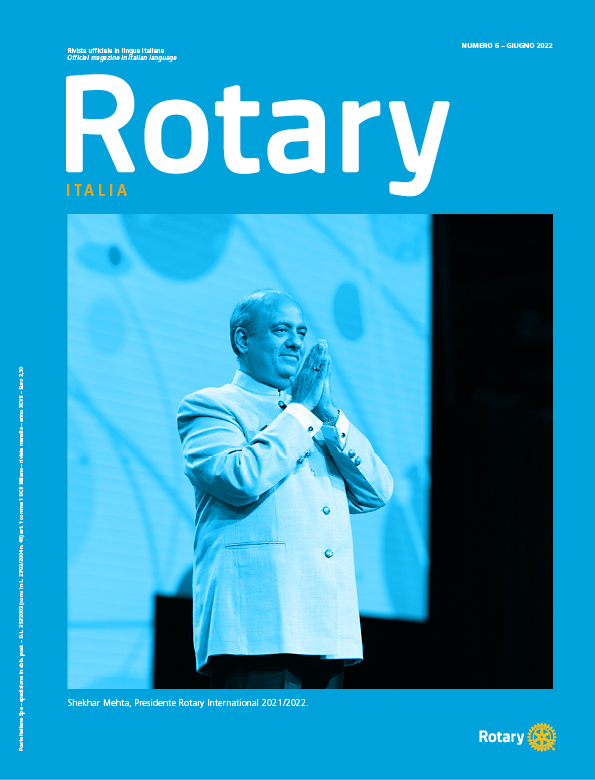 Rivista ufficiale in lingua italiana
Official magazine in Italian language
NUMERO 6 – GIUGNO 2022
Rotary
ITALIA
Poste Italiane Spa – spedizione in abb. post. – D.L. 353/2003 (conv. in L. 27/02/2004 n. 46) art. 1 comma 1 DCB Milano – rivista mensile – anno XCVII – Euro 2,50
Shekhar Mehta, Presidente Rotary International 2021/2022.
Rotary